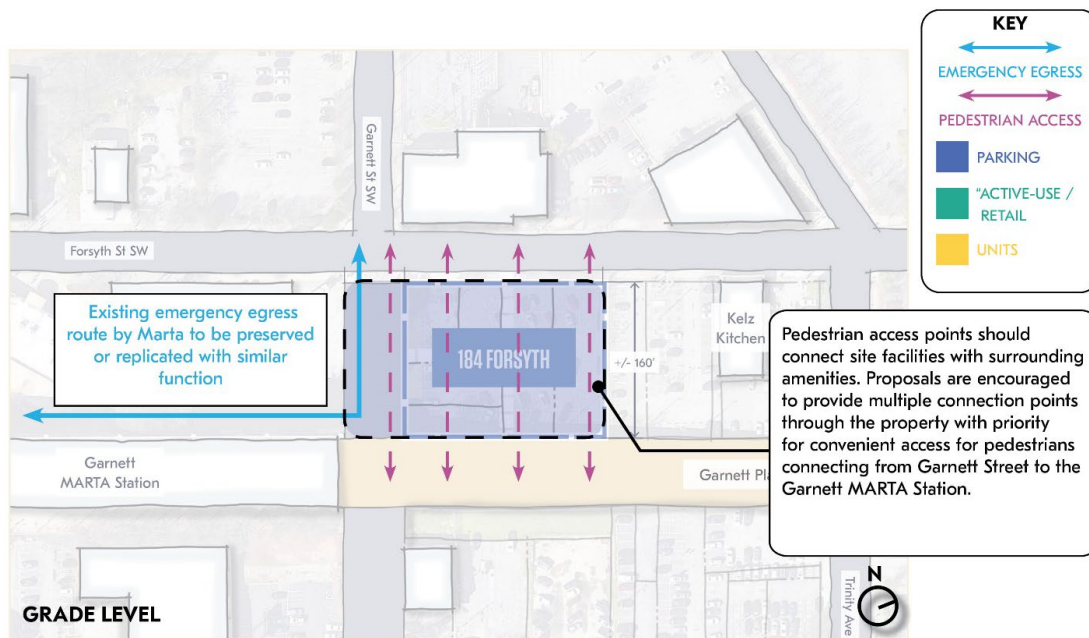 KEY
EMERGENCY EGRESS
PEDESTRIAN ACCESS
PARKING
"ACTIVE-USE /
RETAIL
UNITS
Garnett St SW
Forsyth St SW
Existing emergency egress
route by Marta to be preserved
or replicated with similar
function
184 FORSYTH
+/- 160'
Kelz
Kitchen
Pedestrian access points should
connect site facilities with surrounding
amenities. Proposals are encouraged
to provide multiple connection points
through the property with priority
for convenient access for pedestrians
connecting from Garnett Street to the
Garnett MARTA Station.
Garnett
MARTA Station
Garnett
Trinity Ave
N
GRADE LEVEL